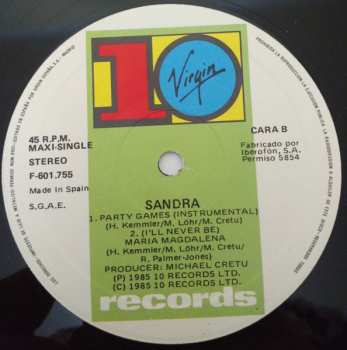 10
Virgin
45 R.P.M.
MAXI-SINGLE
STEREO
F-601.755
Made in Spain
S.G.A.E.
CARA B
Fabricado por
Iberofón, S.A.
Permiso 5854
SANDRA
1. PARTY GAMES (INSTRUMENTAL)
(H. Kemmler/M. Löhr/M. Cretu)
2. (I'LL NEVER BE)
MARIA MAGDALENA
(H. Kemmler/M. Löhr/M. Cretu/
R. Palmer-Jones)
PRODUCER: MICHAEL CRETU
(P) 1985 10 RECORDS LTD.
(C) 1985 10 RECORDS LTD.
records